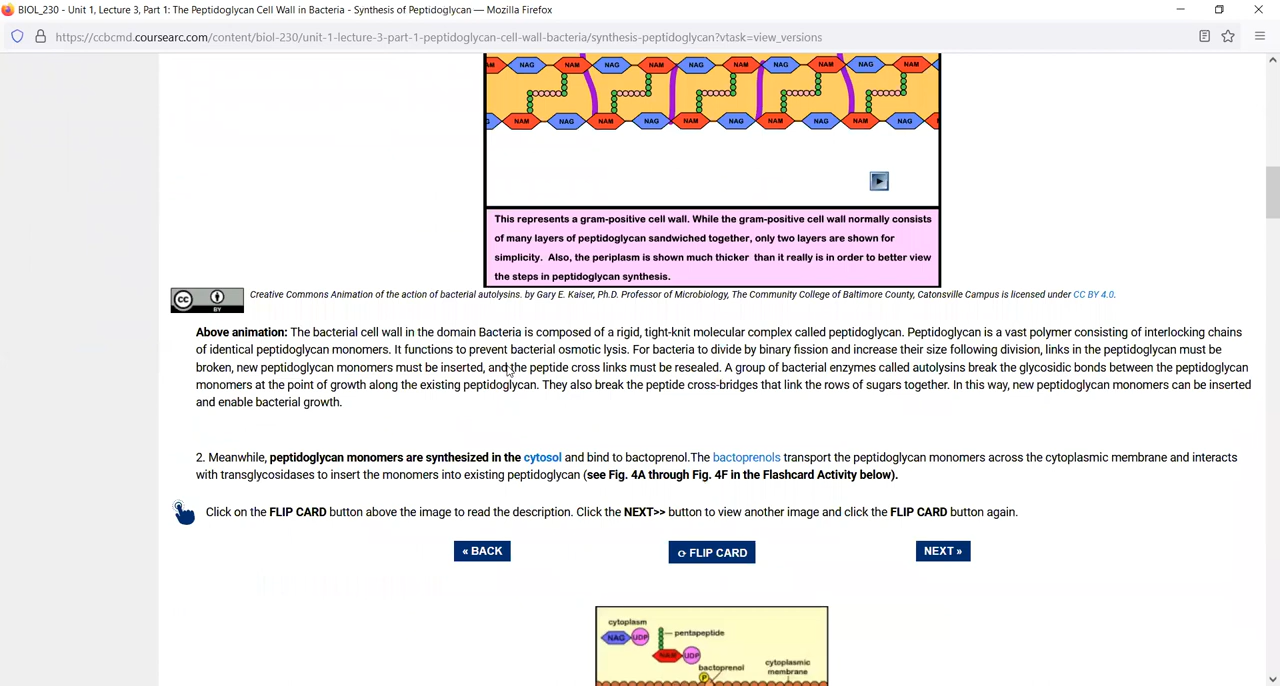 BIOL_230 - Unit 1, Lecture 3, Part 1: The Peptidoglycan Cell Wall in Bacteria - Synthesis of Peptidoglycan — Mozilla Firefox
https://ccbcmd.coursearc.com/content/biol-230/unit-1-lecture-3-part-1-peptidoglycan-cell-wall-bacteria/synthesis-peptidoglycan?vtask=view_versions
AM NAG NAM NAG NAM NAG NAM NAG NAM NAG NAM
G NAM NAG NAM NAG NAM NAG NAM NAG NAM NAG
This represents a gram-positive cell wall. While the gram-positive cell wall normally consists
of many layers of peptidoglycan sandwiched together, only two layers are shown for
simplicity. Also, the periplasm is shown much thicker than it really is in order to better view
the steps in peptidoglycan synthesis.
CC BY Creative Commons Animation of the action of bacterial autolysins. by Gary E. Kaiser, Ph.D. Professor of Microbiology, The Community College of Baltimore County, Catonsville Campus is licensed under CC BY 4.0.
Above animation: The bacterial cell wall in the domain Bacteria is composed of a rigid, tight-knit molecular complex called peptidoglycan. Peptidoglycan is a vast polymer consisting of interlocking chains
of identical peptidoglycan monomers. It functions to prevent bacterial osmotic lysis. For bacteria to divide by binary fission and increase their size following division, links in the peptidoglycan must be
broken, new peptidoglycan monomers must be inserted, and the peptide cross links must be resealed. A group of bacterial enzymes called autolysins break the glycosidic bonds between the peptidoglycan
monomers at the point of growth along the existing peptidoglycan. They also break the peptide cross-bridges that link the rows of sugars together. In this way, new peptidoglycan monomers can be inserted
and enable bacterial growth.
2. Meanwhile, peptidoglycan monomers are synthesized in the cytosol and bind to bactoprenol.The bactoprenols transport the peptidoglycan monomers across the cytoplasmic membrane and interacts
with transglycosidases to insert the monomers into existing peptidoglycan (see Fig. 4A through Fig. 4F in the Flashcard Activity below).
Click on the FLIP CARD button above the image to read the description. Click the NEXT>> button to view another image and click the FLIP CARD button again.
« BACK FLIP CARD NEXT »
cytoplasm
NAG UDP pentapeptide
NAM UDP
bactoprenol cytoplasmic
P membrane